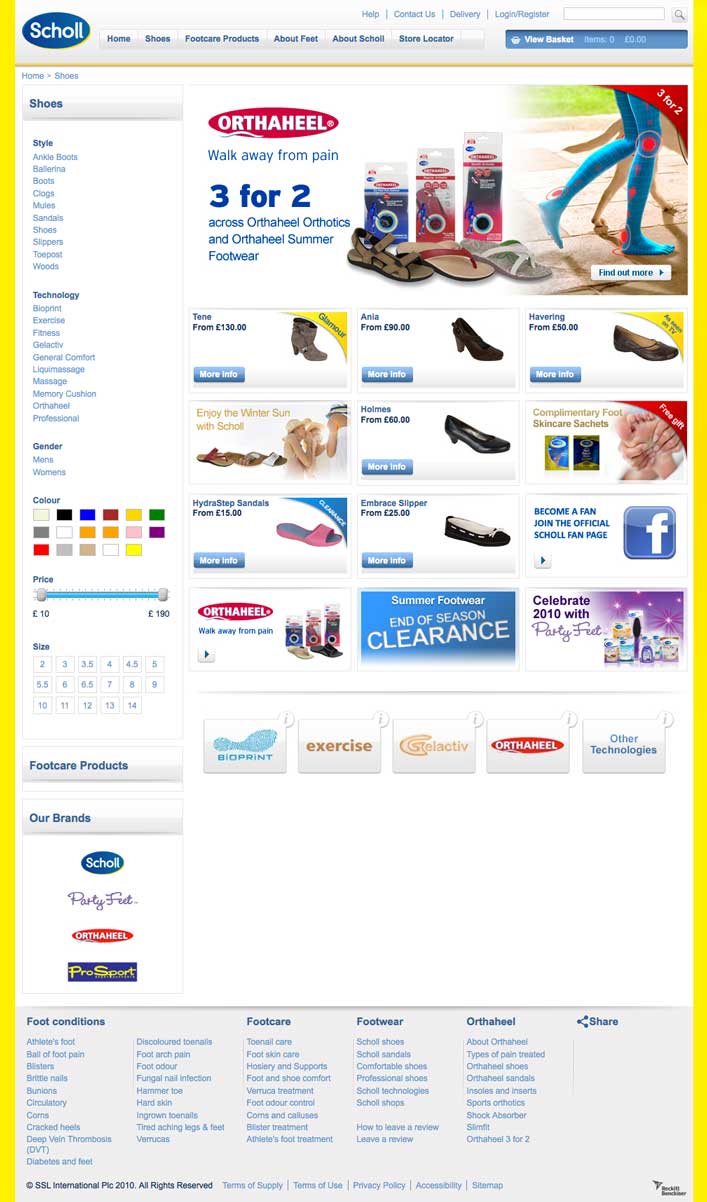 Scholl
Help | Contact Us | Delivery | Login/Register
Home Shoes Footcare Products About Feet About Scholl Store Locator
View Basket Items: 0 £0.00
Home > Shoes
Shoes
Style
Ankle Boots
Ballerina
Boots
Clogs
Mules
Sandals
Shoes
Slippers
Toepost
Woods
Technology
Bioprint
Exercise
Fitness
Gelactiv
General Comfort
Liquimassage
Massage
Memory Cushion
Orthaheel
Professional
Gender
Mens
Womens
Colour
Price
£ 10 £ 190
Size
2 3 3.5 4 4.5 5
5.5 6 6.5 7 8 9
10 11 12 13 14
Footcare Products
Our Brands
Scholl
Party Feet
ORTHAHEEL
ProSport
ORTHAHEEL®
Walk away from pain
3 for 2
across Orthaheel Orthotics
and Orthaheel Summer
Footwear
3 for 2
Find out more
Tene
From £130.00
Glamour
More info
Ania
From £90.00
More info
Havering
From £50.00
As seen
on TV
More info
Enjoy the Winter Sun
with Scholl
Holmes
From £60.00
More info
Complimentary Foot
Skincare Sachets
Free gift
HydraStep Sandals
From £15.00
CLEARANCE
More info
Embrace Slipper
From £25.00
More info
BECOME A FAN
JOIN THE OFFICIAL
SCHOLL FAN PAGE
f
ORTHAHEEL®
Walk away from pain
Summer Footwear
END OF SEASON
CLEARANCE
Celebrate
2010 with
Party Feet™
BIOPRINT
exercise
Gelactiv
ORTHAHEEL
Other
Technologies
Foot conditions
Athlete's foot
Ball of foot pain
Blisters
Brittle nails
Bunions
Circulatory
Corns
Cracked heels
Deep Vein Thrombosis
(DVT)
Diabetes and feet
Discoloured toenails
Foot arch pain
Foot odour
Fungal nail infection
Hammer toe
Hard skin
Ingrown toenails
Tired aching legs & feet
Verrucas
Footcare
Toenail care
Foot skin care
Hosiery and Supports
Foot and shoe comfort
Verruca treatment
Foot odour control
Corns and calluses
Blister treatment
Athlete's foot treatment
Footwear
Scholl shoes
Scholl sandals
Comfortable shoes
Professional shoes
Scholl technologies
Scholl shops
How to leave a review
Leave a review
Orthaheel
About Orthaheel
Types of pain treated
Orthaheel shoes
Orthaheel sandals
Insoles and inserts
Sports orthotics
Shock Absorber
Slimfit
Orthaheel 3 for 2
Share
© SSL International Plc 2010. All Rights Reserved Terms of Supply | Terms of Use | Privacy Policy | Accessibility | Sitemap
Reckitt
Benckiser